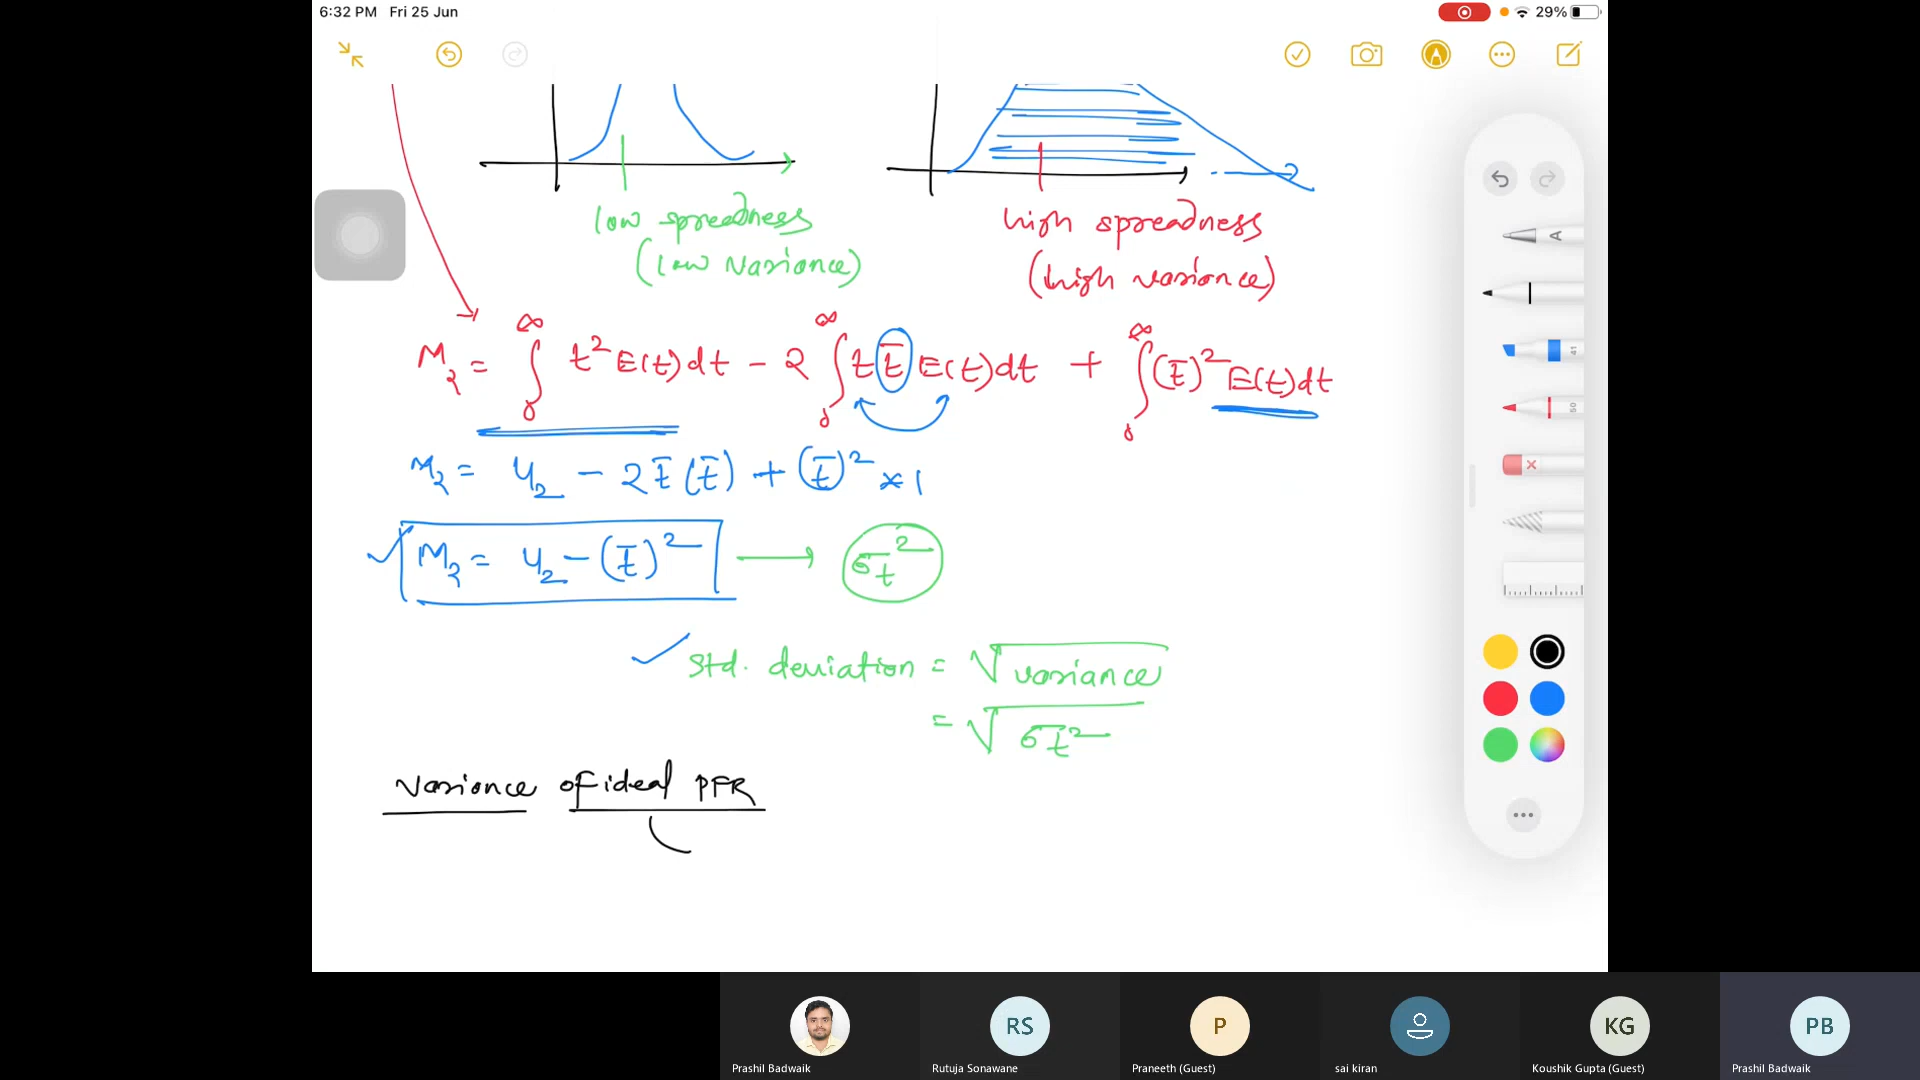 6:32 PM Fri 25 Jun
29%
low spreadness
(low variance)
high spreadness
(high variance)
M₂ = ∫₀^∞ t² E(t)dt − 2 ∫₀^∞ t t̄ E(t)dt + ∫₀^∞ (t̄)² E(t)dt
M₂ = μ₂ − 2 t̄ (t̄) + (t̄)² × 1
M₂ = μ₂ − (t̄)² → σt²
Std. deviation = √variance
= √σt²
Variance of ideal PFR
A
41
50
RS
P
KG
PB
Prashil Badwaik
Rutuja Sonawane
Praneeth (Guest)
sai kiran
Koushik Gupta (Guest)
Prashil Badwaik